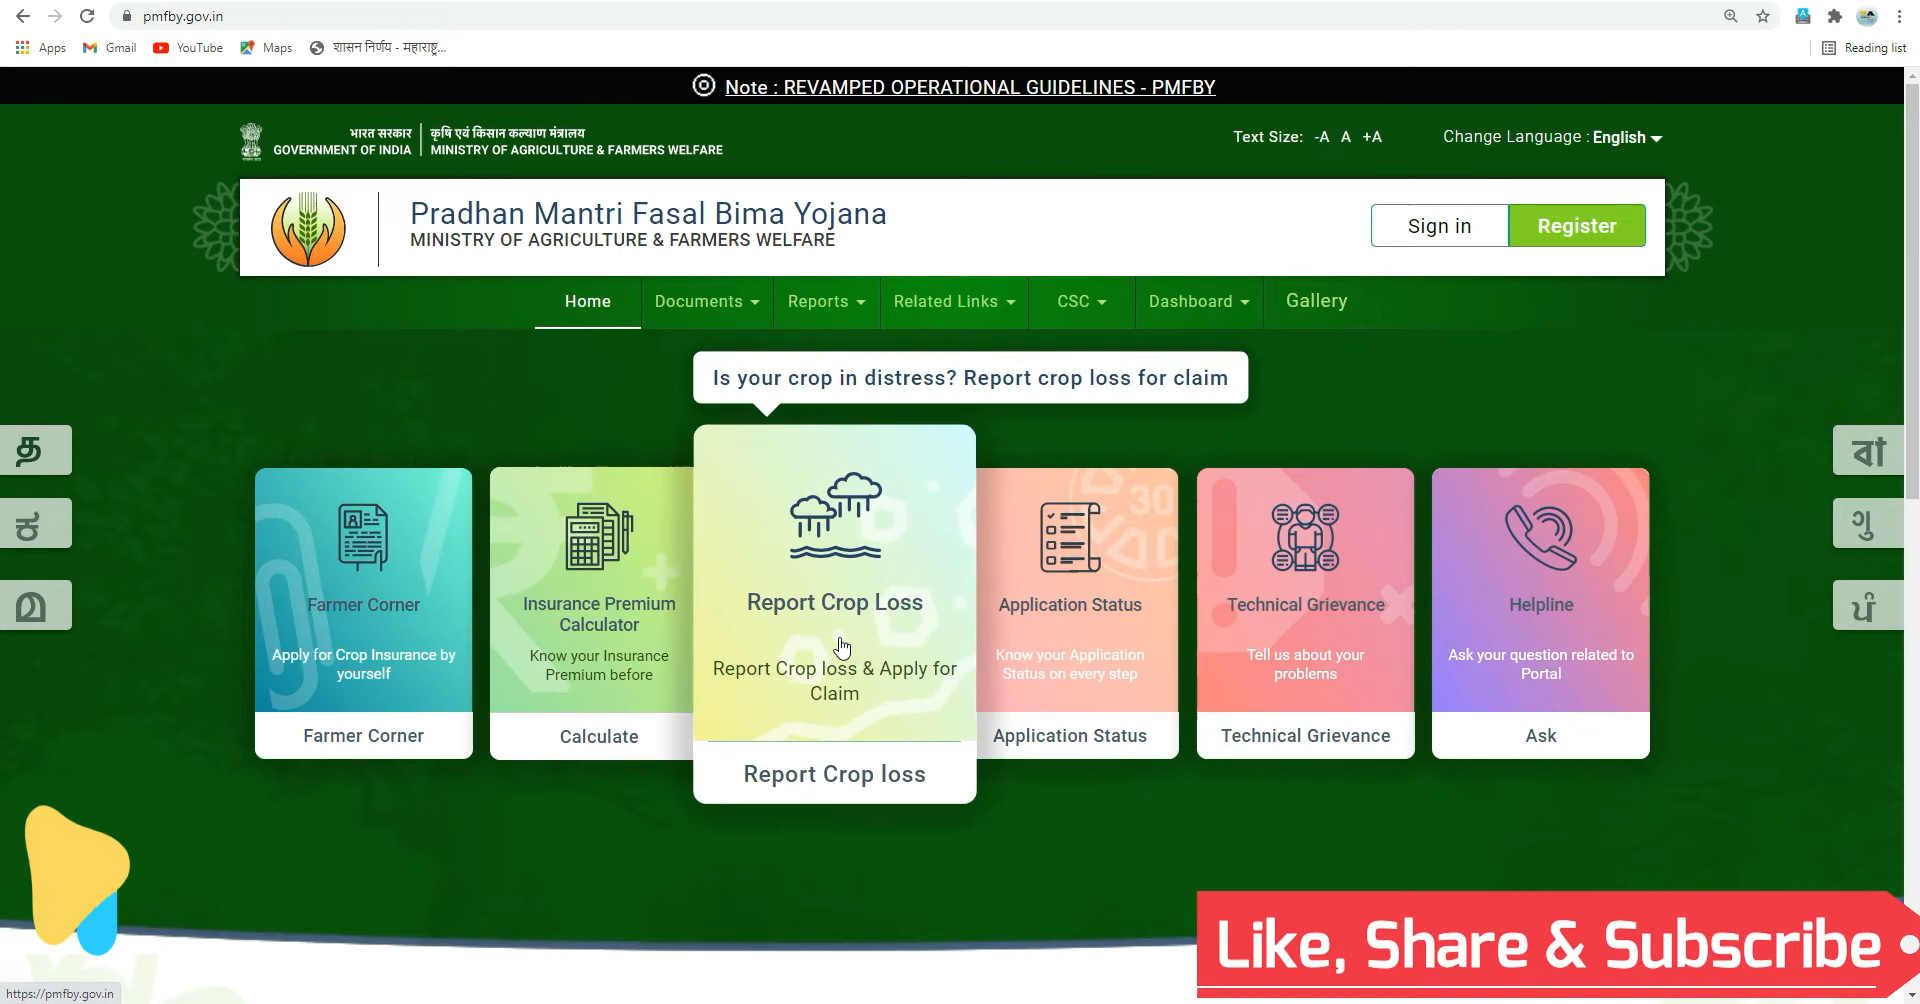 pmfby.gov.in
Apps
Gmail
YouTube
Maps
शासन निर्णय - महाराष्ट्र...
Reading list
Note : REVAMPED OPERATIONAL GUIDELINES - PMFBY
भारत सरकार
GOVERNMENT OF INDIA
कृषि एवं किसान कल्याण मंत्रालय
MINISTRY OF AGRICULTURE & FARMERS WELFARE
Text Size: -A A +A
Change Language : English
Pradhan Mantri Fasal Bima Yojana
MINISTRY OF AGRICULTURE & FARMERS WELFARE
Sign in
Register
Home
Documents
Reports
Related Links
CSC
Dashboard
Gallery
Is your crop in distress? Report crop loss for claim
த
ಕ
മ
বা
ગુ
ਪੰ
Farmer Corner
Apply for Crop Insurance by
yourself
Farmer Corner
Insurance Premium
Calculator
Know your Insurance
Premium before
Calculate
Report Crop Loss
Report Crop loss & Apply for
Claim
Report Crop loss
30
Application Status
Know your Application
Status on every step
Application Status
Technical Grievance
Tell us about your
problems
Technical Grievance
Helpline
Ask your question related to
Portal
Ask
Like, Share & Subscribe
https://pmfby.gov.in